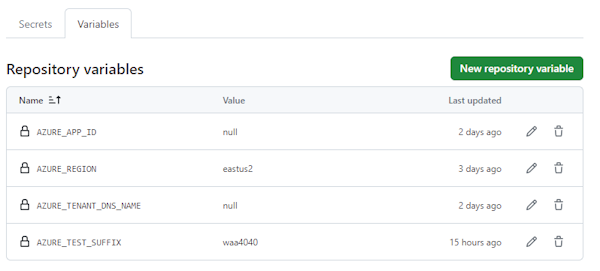 Secrets Variables
Repository variables New repository variable
Name Value Last updated
AZURE_APP_ID null 2 days ago
AZURE_REGION eastus2 3 days ago
AZURE_TENANT_DNS_NAME null 2 days ago
AZURE_TEST_SUFFIX waa4040 15 hours ago